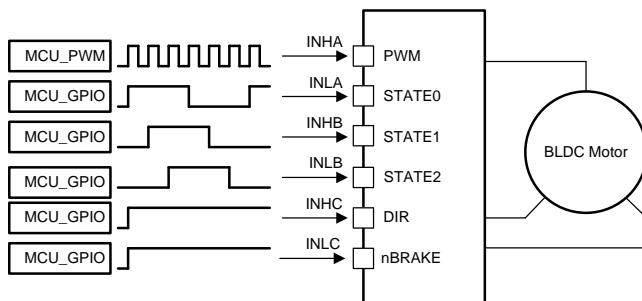 MCU_PWM INHA PWM
MCU_GPIO INLA STATE0
MCU_GPIO INHB STATE1
BLDC Motor
MCU_GPIO INLB STATE2
MCU_GPIO INHC DIR
MCU_GPIO INLC nBRAKE